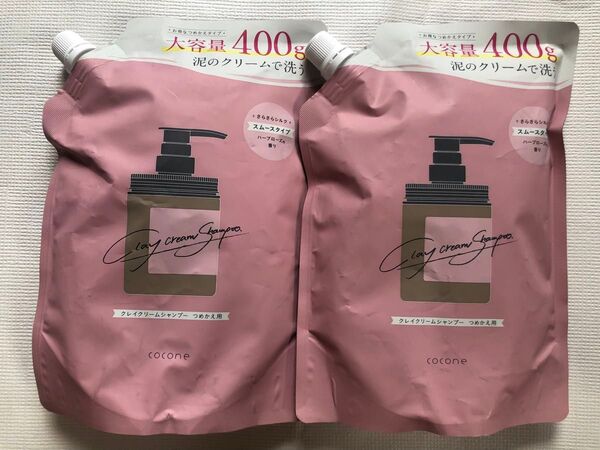 お得なつめかえタイプ
大容量400g
泥のクリームで洗う
さらさらシルク
スムースタイプ
ハーブローズの
香り
Clay cream Shampoo.
クレイクリームシャンプー つめかえ用
cocone
お得なつめかえタイプ
大容量400g
泥のクリームで洗う
さらさらシルク
スムースタイプ
ハーブローズの
香り
Clay cream Shampoo.
クレイクリームシャンプー つめかえ用
cocone